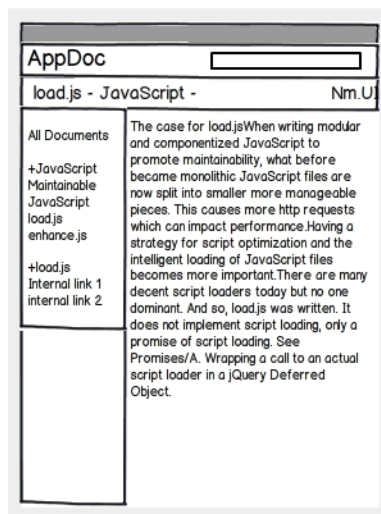 AppDoc
load.js - JavaScript -
Nm.UI
All Documents
+JavaScript
Maintainable
JavaScript
load.js
enhance.js
+load.js
Internal link 1
internal link 2
The case for load.jsWhen writing modular
and componentized JavaScript to
promote maintainability, what before
became monolithic JavaScript files are
now split into smaller more manageable
pieces. This causes more http requests
which can impact performance.Having a
strategy for script optimization and the
intelligent loading of JavaScript files
becomes more important.There are many
decent script loaders today but no one
dominant. And so, load.js was written. It
does not implement script loading, only a
promise of script loading. See
Promises/A. Wrapping a call to an actual
script loader in a jQuery Deferred
Object.